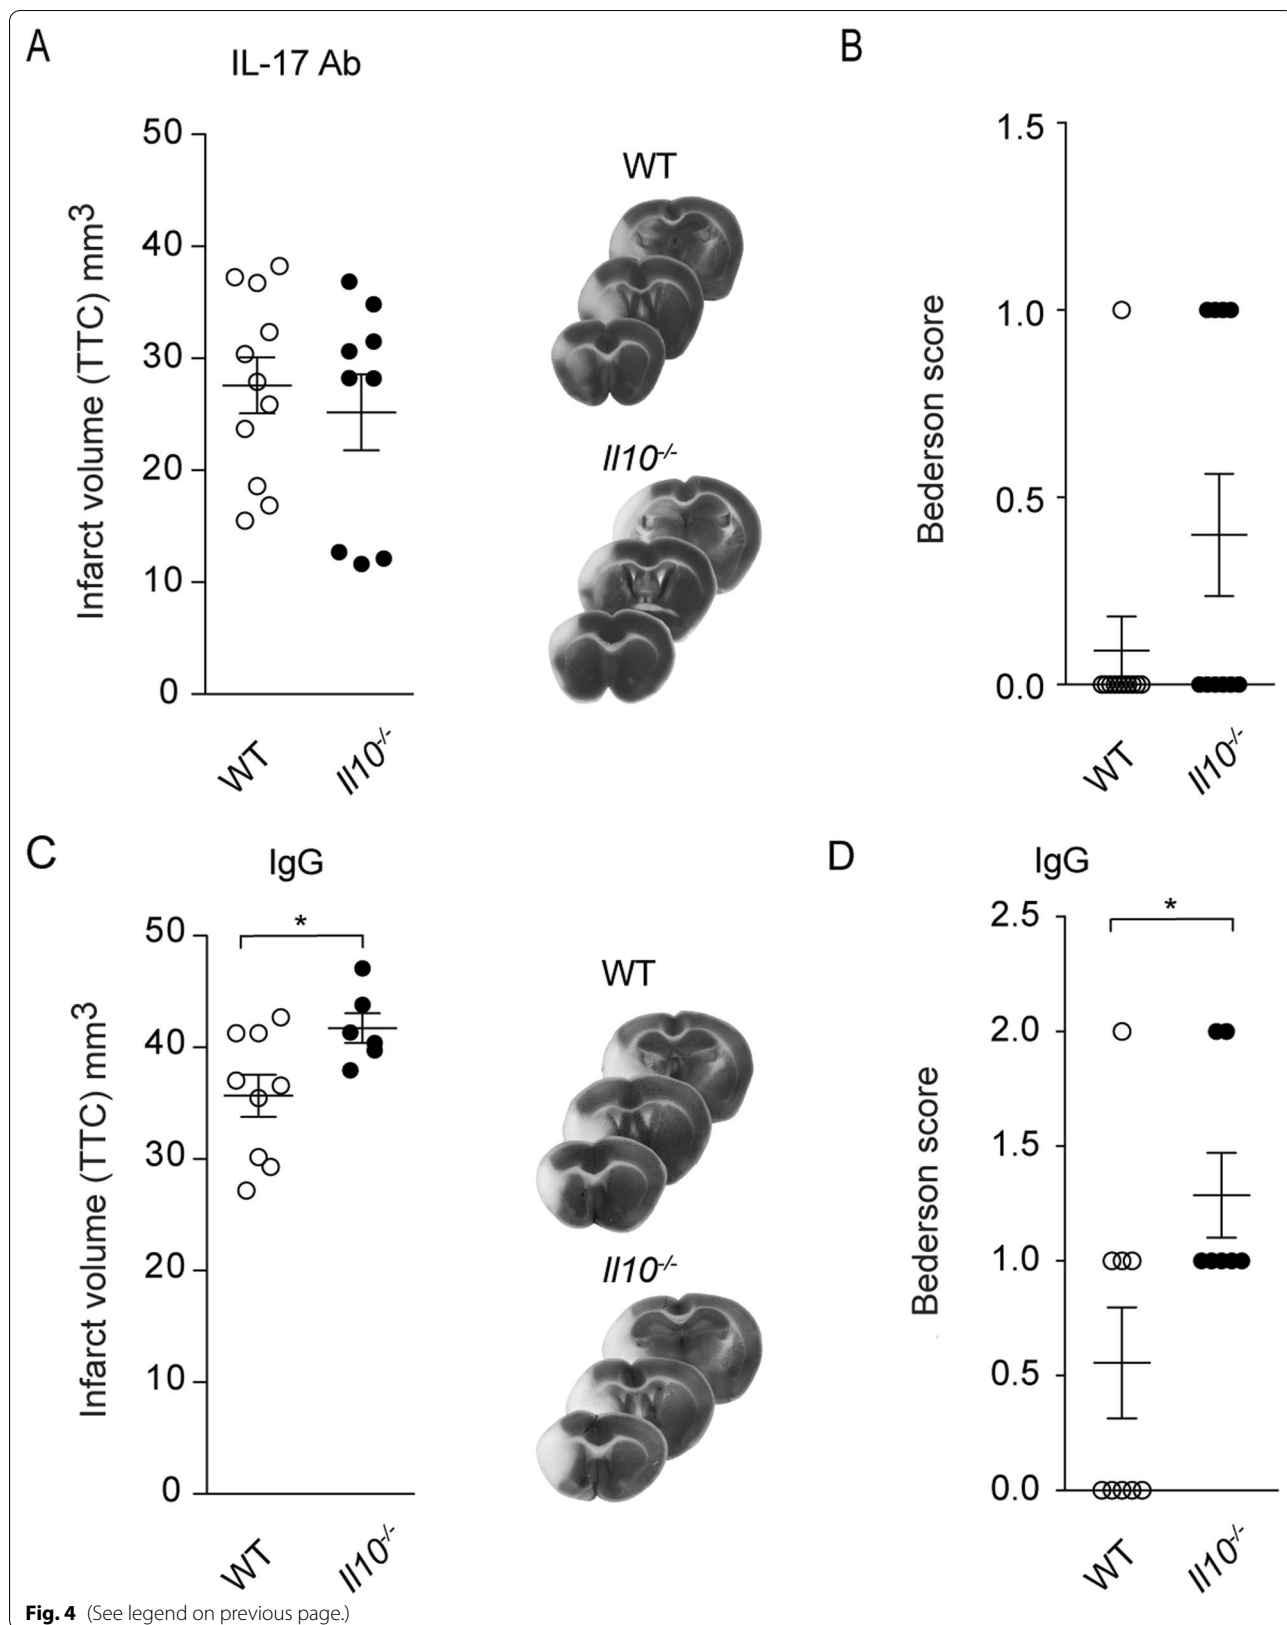 A
IL-17 Ab
50
40
30
20
10
0
Infarct volume (TTC) mm³
WT
Il10-/-
WT
Il10-/-
B
1.5
1.0
0.5
0.0
Bederson score
WT
Il10-/-
C
IgG
*
50
40
30
20
10
0
Infarct volume (TTC) mm³
WT
Il10-/-
WT
Il10-/-
D
IgG
*
2.5
2.0
1.5
1.0
0.5
0.0
Bederson score
WT
Il10-/-
Fig. 4 (See legend on previous page.)